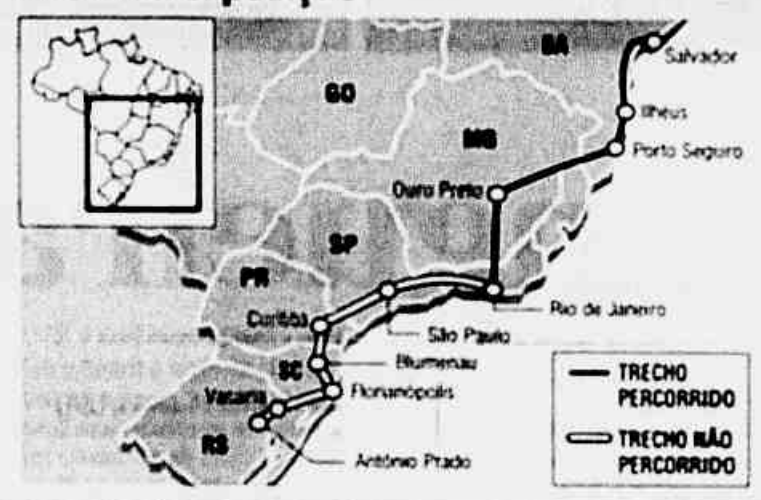 BA
Salvador
GO
Ilheus
MG
Porto Seguro
Ouro Preto
SP
PR
Rio de Janeiro
Curitiba
São Paulo
SC
Blumenau
Vacaria
Florianópolis
RS
Antônio Prado
TRECHO
PERCORRIDO
TRECHO NÃO
PERCORRIDO